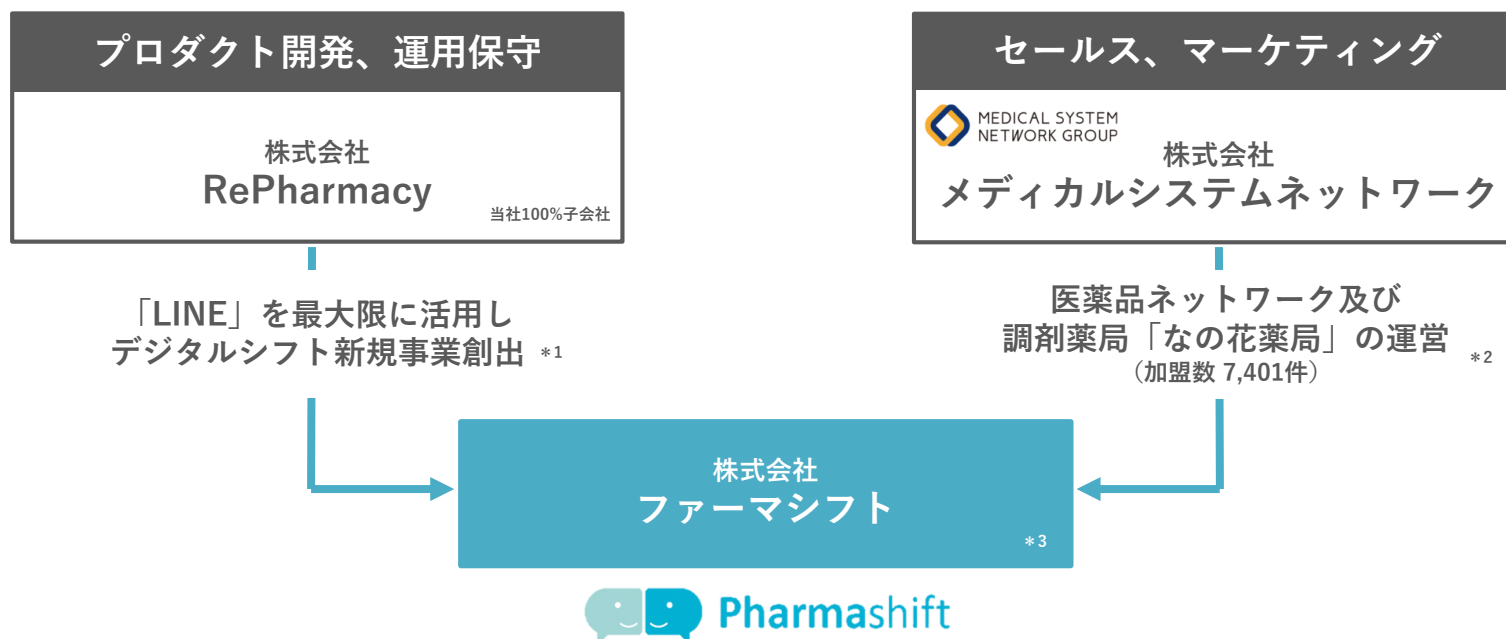 プロダクト開発、運用保守
株式会社
RePharmacy
当社100%子会社
「LINE」を最大限に活用し
デジタルシフト新規事業創出 *1
セールス、マーケティング
MEDICAL SYSTEM
NETWORK GROUP
株式会社
メディカルシステムネットワーク
医薬品ネットワーク及び
調剤薬局「なの花薬局」の運営
(加盟数 7,401件)
*2
株式会社
ファーマシフト
*3
Pharmashift